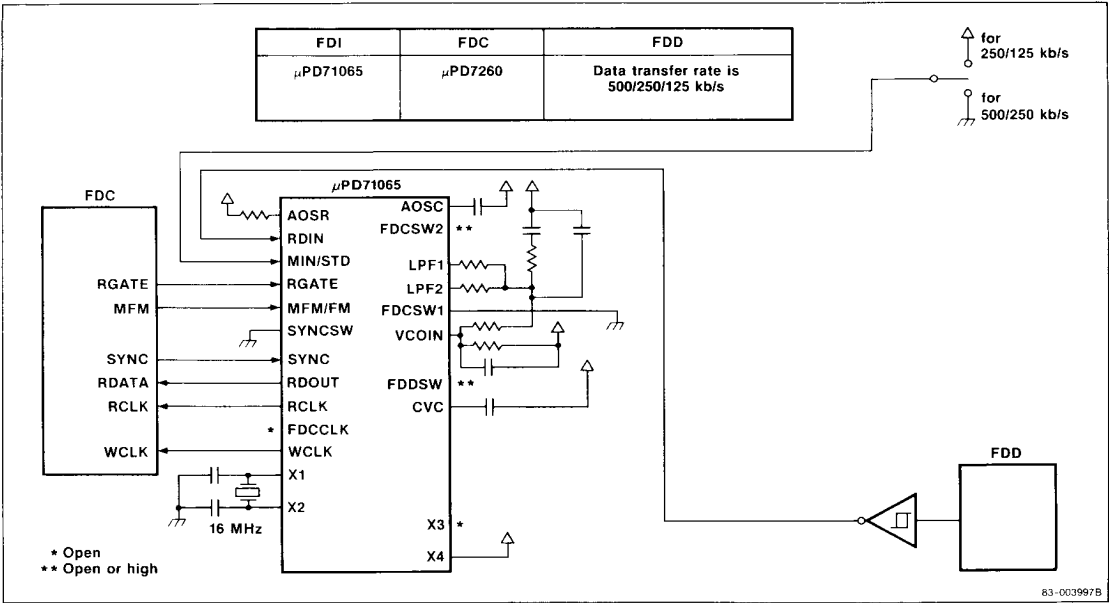 FDI FDC FDD
μPD71065 μPD7260 Data transfer rate is
500/250/125 kb/s
for
250/125 kb/s
for
500/250 kb/s
FDC
RGATE
MFM
SYNC
RDATA
RCLK
WCLK
μPD71065
AOSR
RDIN
MIN/STD
RGATE
MFM/FM
SYNCSW
SYNC
RDOUT
RCLK
* FDCCLK
WCLK
X1
X2
16 MHz
AOSC
FDCSW2 **
LPF1
LPF2
FDCSW1
VCOIN
FDDSW **
CVC
X3 *
X4
FDD
* Open
** Open or high
83-003997B